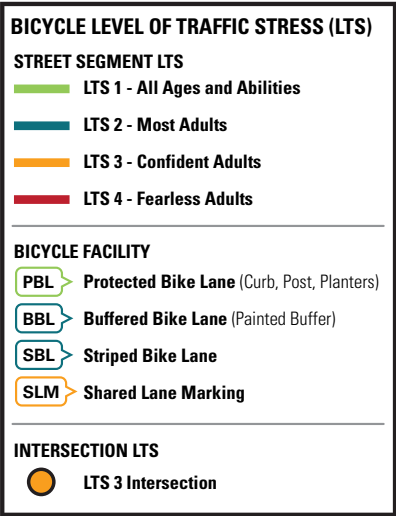 BICYCLE LEVEL OF TRAFFIC STRESS (LTS)
STREET SEGMENT LTS
LTS 1 - All Ages and Abilities
LTS 2 - Most Adults
LTS 3 - Confident Adults
LTS 4 - Fearless Adults
BICYCLE FACILITY
PBL Protected Bike Lane (Curb, Post, Planters)
BBL Buffered Bike Lane (Painted Buffer)
SBL Striped Bike Lane
SLM Shared Lane Marking
INTERSECTION LTS
LTS 3 Intersection